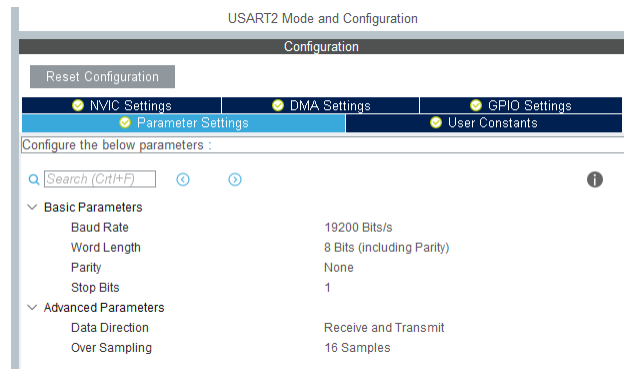 USART2 Mode and Configuration
Configuration
Reset Configuration
NVIC Settings DMA Settings GPIO Settings
Parameter Settings User Constants
Configure the below parameters :
Search (Crtl+F)
Basic Parameters
Baud Rate 19200 Bits/s
Word Length 8 Bits (including Parity)
Parity None
Stop Bits 1
Advanced Parameters
Data Direction Receive and Transmit
Over Sampling 16 Samples